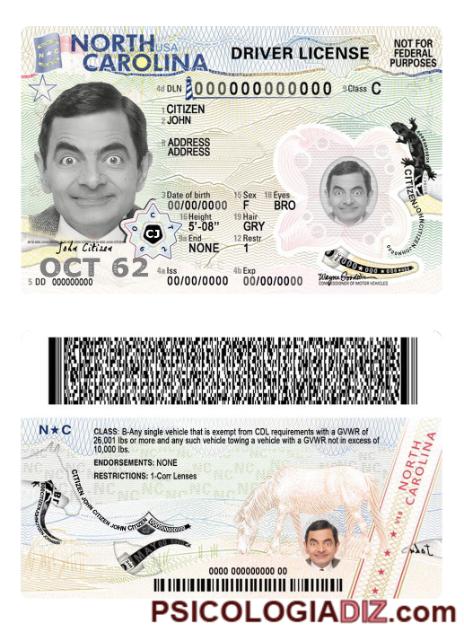 NORTH USA
CAROLINA
DRIVER LICENSE
NOT FOR
FEDERAL
PURPOSES
4d DLN 000000000000
9 Class C
1 CITIZEN
2 JOHN
8 ADDRESS
ADDRESS
3 Date of birth
00/00/0000
15 Sex
F
18 Eyes
BRO
16 Height
5'-08"
19 Hair
GRY
9a End
NONE
12 Restr
1
CJ
John Citizen
OCT 62
5 DD 000000000
4a Iss
00/00/0000
4b Exp
00/00/0000
COMMISSIONER OF MOTOR VEHICLES
N★C
CLASS: B-Any single vehicle that is exempt from CDL requirements with a GVWR of
26,001 lbs or more and any such vehicle towing a vehicle with a GVWR not in excess of
10,000 lbs.
ENDORSEMENTS: NONE
RESTRICTIONS: 1-Corr Lenses
CITIZEN JOHN CITIZEN JOHN CITIZEN
NORTH
CAROLINA
0000 000000000 00
PSICOLOGIADIZ.com